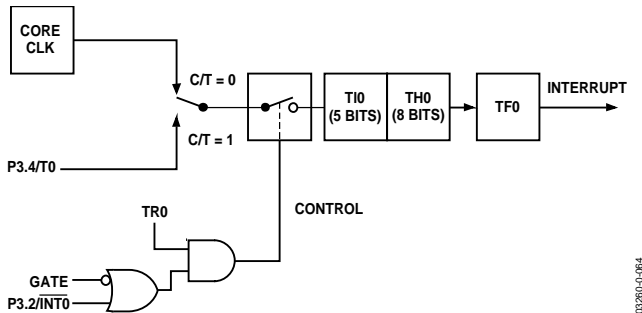 CORE
CLK
C/T = 0
C/T = 1
P3.4/T0
TI0
(5 BITS)
TH0
(8 BITS)
TF0
INTERRUPT
CONTROL
TR0
GATE
P3.2/INT0
03260-0-064